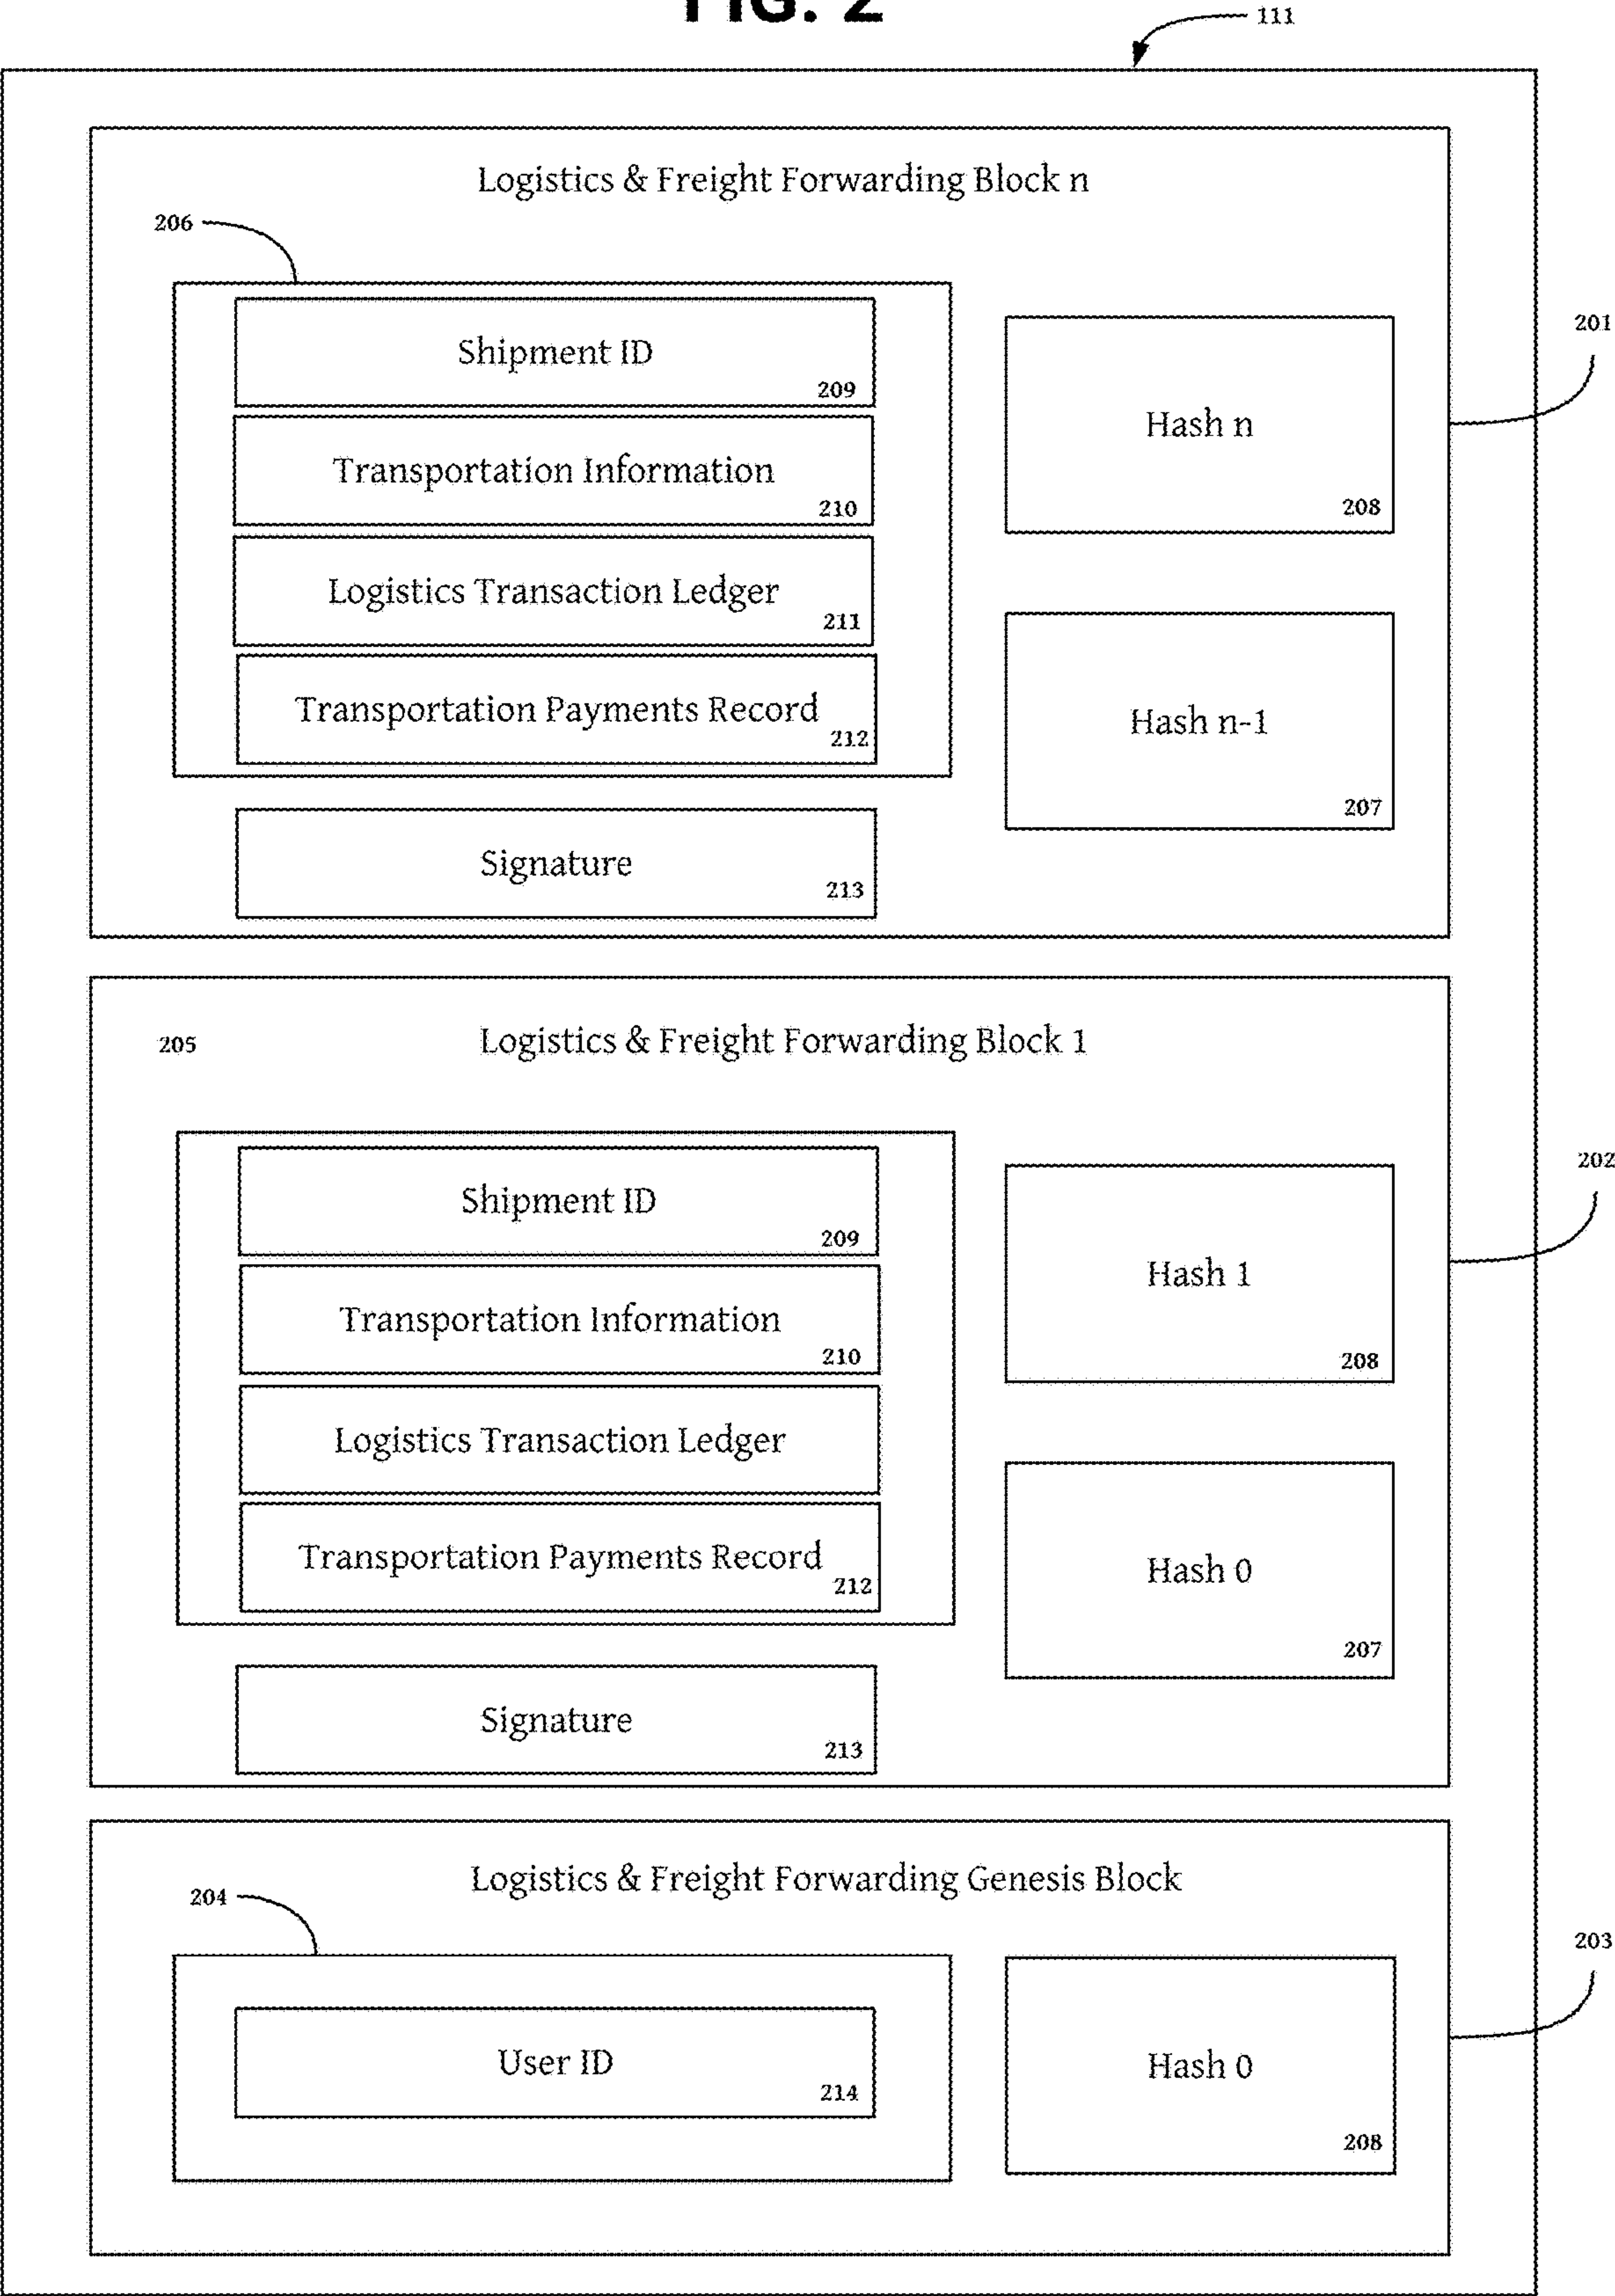 FIG. 2
111
Logistics & Freight Forwarding Block n
206
201
Shipment ID
209
Transportation Information
210
Logistics Transaction Ledger
211
Transportation Payments Record
212
Signature
213
Hash n
208
Hash n-1
207
205
Logistics & Freight Forwarding Block 1
202
Shipment ID
209
Transportation Information
210
Logistics Transaction Ledger
Transportation Payments Record
212
Signature
213
Hash 1
208
Hash 0
207
Logistics & Freight Forwarding Genesis Block
204
203
User ID
214
Hash 0
208